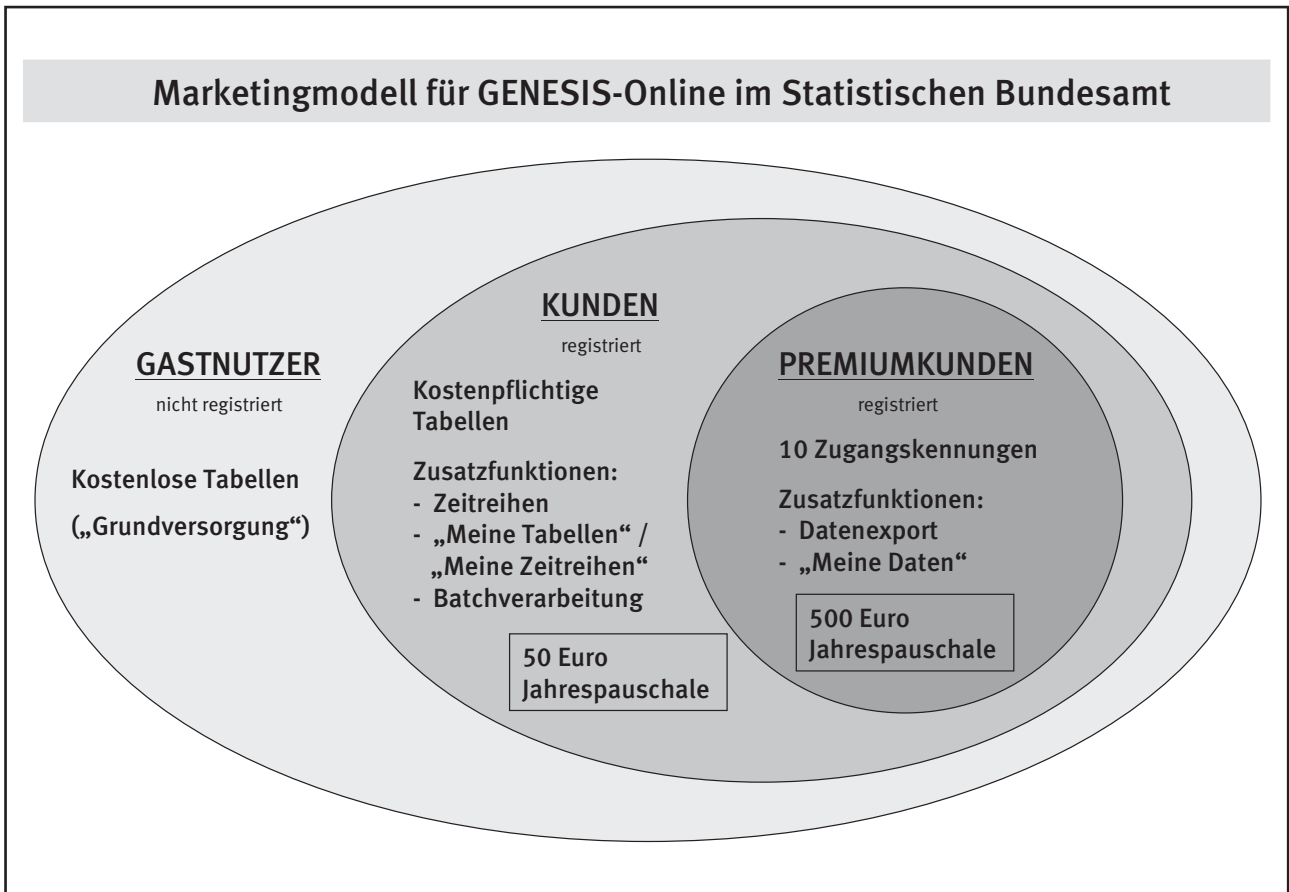 Marketingmodell für GENESIS-Online im Statistischen Bundesamt
GASTNUTZER
nicht registriert
Kostenlose Tabellen
(„Grundversorgung“)
KUNDEN
registriert
Kostenpflichtige
Tabellen
Zusatzfunktionen:
- Zeitreihen
- „Meine Tabellen“ /
„Meine Zeitreihen“
- Batchverarbeitung
50 Euro
Jahrespauschale
PREMIUMKUNDEN
registriert
10 Zugangskennungen
Zusatzfunktionen:
- Datenexport
- „Meine Daten“
500 Euro
Jahrespauschale